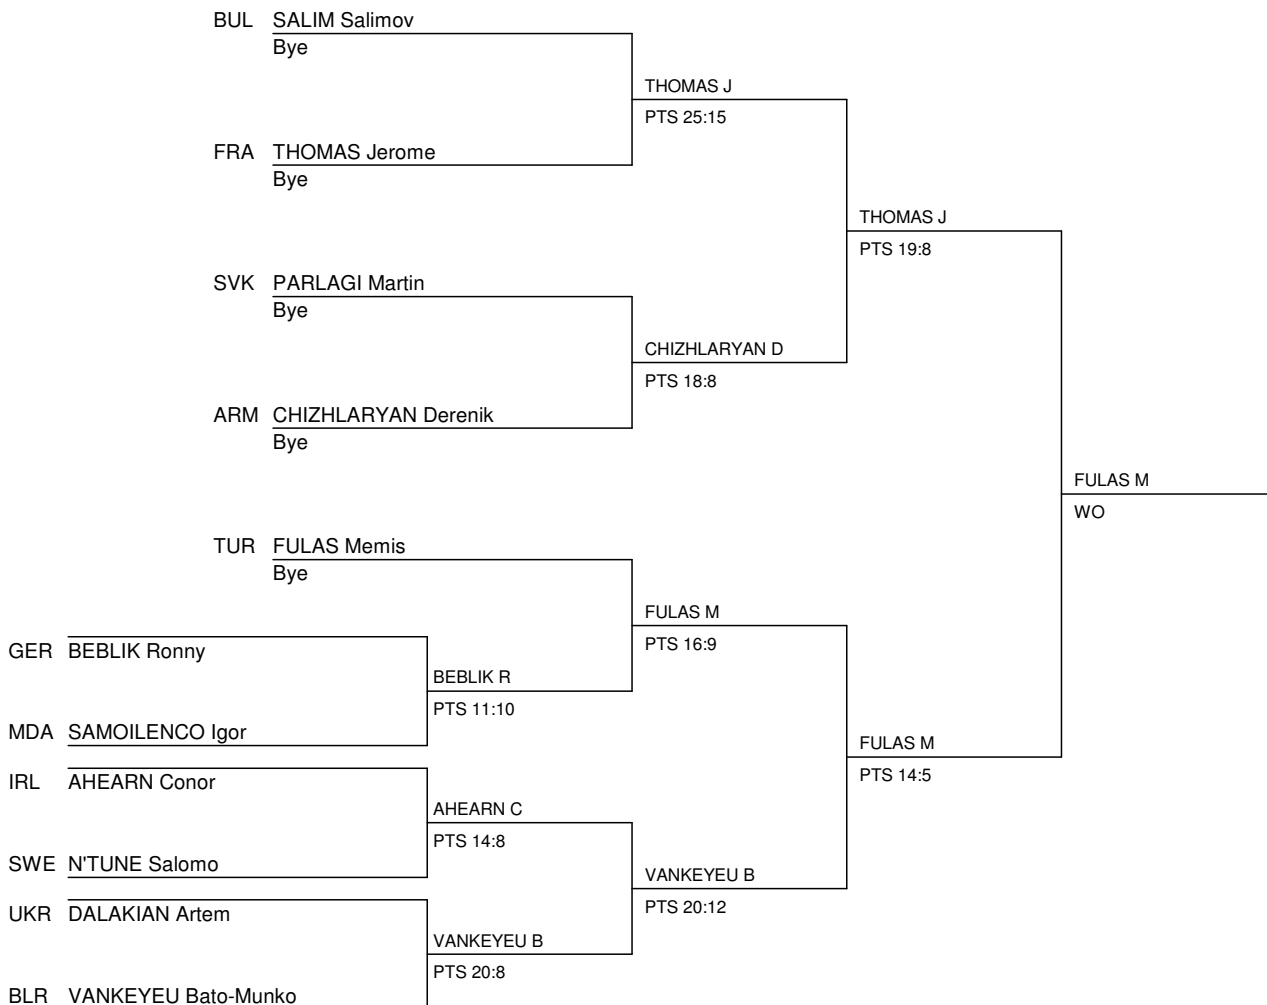 BUL SALIM Salimov
Bye
THOMAS J
PTS 25:15
FRA THOMAS Jerome
Bye
THOMAS J
PTS 19:8
SVK PARLAGI Martin
Bye
CHIZHLARYAN D
PTS 18:8
ARM CHIZHLARYAN Derenik
Bye
FULAS M
WO
TUR FULAS Memis
Bye
FULAS M
PTS 16:9
GER BEBLIK Ronny
BEBLIK R
PTS 11:10
MDA SAMOILENCO Igor
FULAS M
PTS 14:5
IRL AHEARN Conor
AHEARN C
PTS 14:8
SWE N'TUNE Salomo
VANKEYEU B
PTS 20:12
UKR DALAKIAN Artem
VANKEYEU B
PTS 20:8
BLR VANKEYEU Bato-Munko